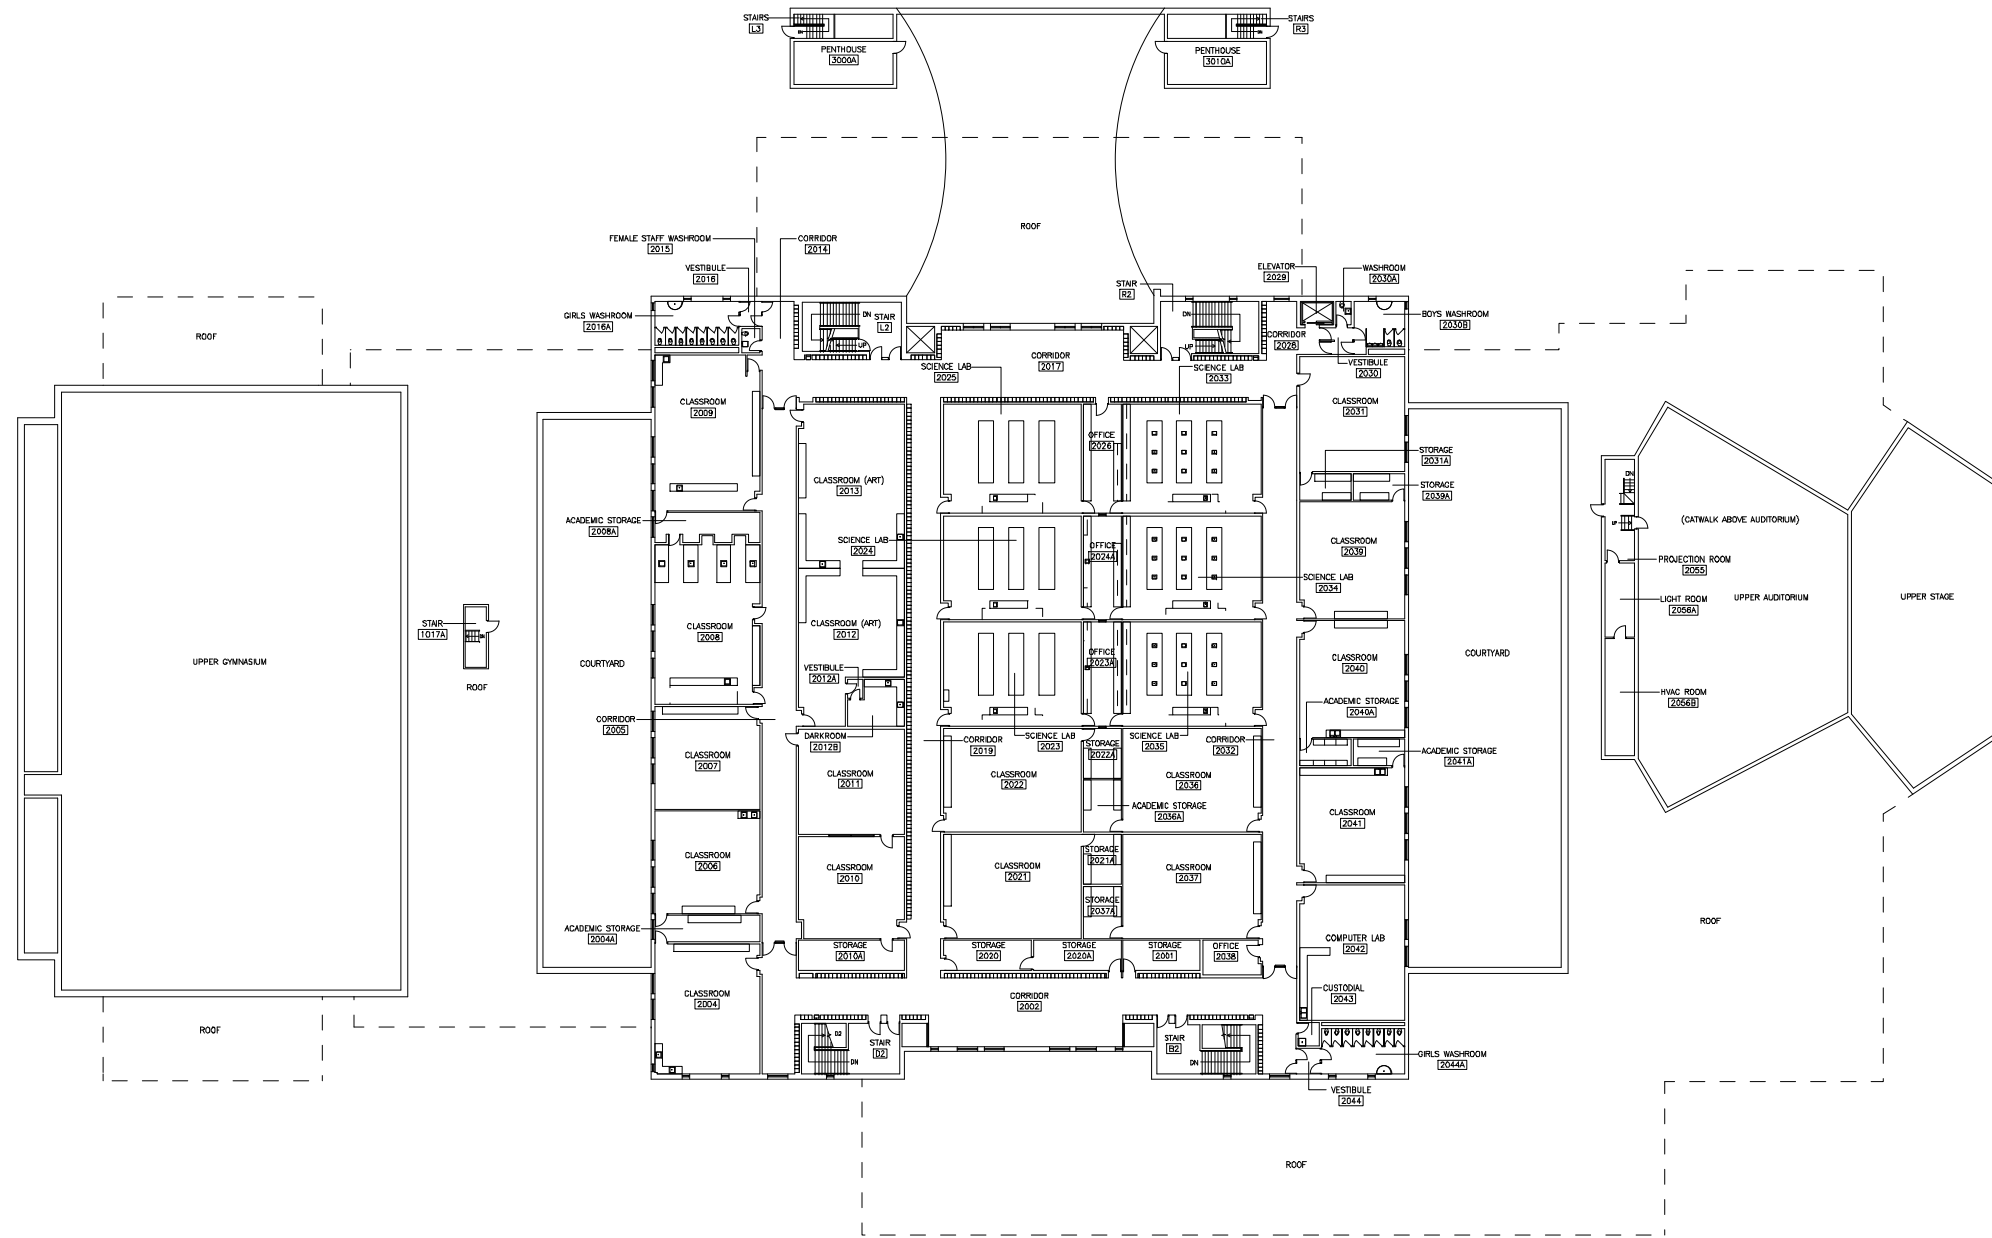 STAIRS
L3
DN
PENTHOUSE
3000A
STAIRS
R3
DN
PENTHOUSE
3010A
ROOF
FEMALE STAFF WASHROOM
2015
CORRIDOR
2014
VESTIBULE
2016
GIRLS WASHROOM
2016A
DN
STAIR
L2
UP
STAIR
R2
DN
UP
ELEVATOR
2029
WASHROOM
2030A
BOYS WASHROOM
2030B
CORRIDOR
2028
VESTIBULE
2030
CORRIDOR
2017
SCIENCE LAB
2025
SCIENCE LAB
2033
ROOF
CLASSROOM
2009
CLASSROOM
2031
OFFICE
2026
STORAGE
2031A
STORAGE
2039A
CLASSROOM (ART)
2013
ACADEMIC STORAGE
2008A
SCIENCE LAB
2024
OFFICE
2024A
CLASSROOM
2039
SCIENCE LAB
2034
DN
UP
(CATWALK ABOVE AUDITORIUM)
PROJECTION ROOM
2055
LIGHT ROOM
2056A
UPPER AUDITORIUM
UPPER STAGE
HVAC ROOM
2056B
STAIR
1017A
DN
ROOF
UPPER GYMNASIUM
COURTYARD
CLASSROOM
2008
CLASSROOM (ART)
2012
VESTIBULE
2012A
OFFICE
2023A
CLASSROOM
2040
COURTYARD
ACADEMIC STORAGE
2040A
CORRIDOR
2005
DARKROOM
2012B
CORRIDOR
2019
SCIENCE LAB
2023
STORAGE
2022A
SCIENCE LAB
2035
CORRIDOR
2032
ACADEMIC STORAGE
2041A
CLASSROOM
2007
CLASSROOM
2011
CLASSROOM
2022
CLASSROOM
2036
ACADEMIC STORAGE
2036A
CLASSROOM
2041
CLASSROOM
2006
CLASSROOM
2010
CLASSROOM
2021
STORAGE
2021A
CLASSROOM
2037
STORAGE
2037A
ACADEMIC STORAGE
2004A
STORAGE
2010A
STORAGE
2020
STORAGE
2020A
STORAGE
2001
OFFICE
2038
COMPUTER LAB
2042
ROOF
CLASSROOM
2004
CORRIDOR
2002
CUSTODIAL
2043
ROOF
D2
DN
STAIR
D2
STAIR
B2
DN
GIRLS WASHROOM
2044A
VESTIBULE
2044
ROOF